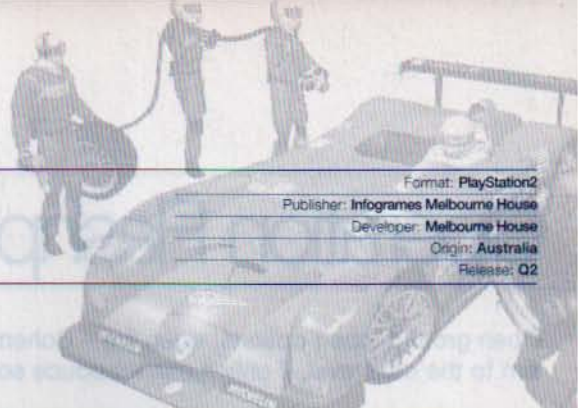 Format: PlayStation2
Publisher: Infogrames Melbourne House
Developer: Melbourne House
Origin: Australia
Release: Q2